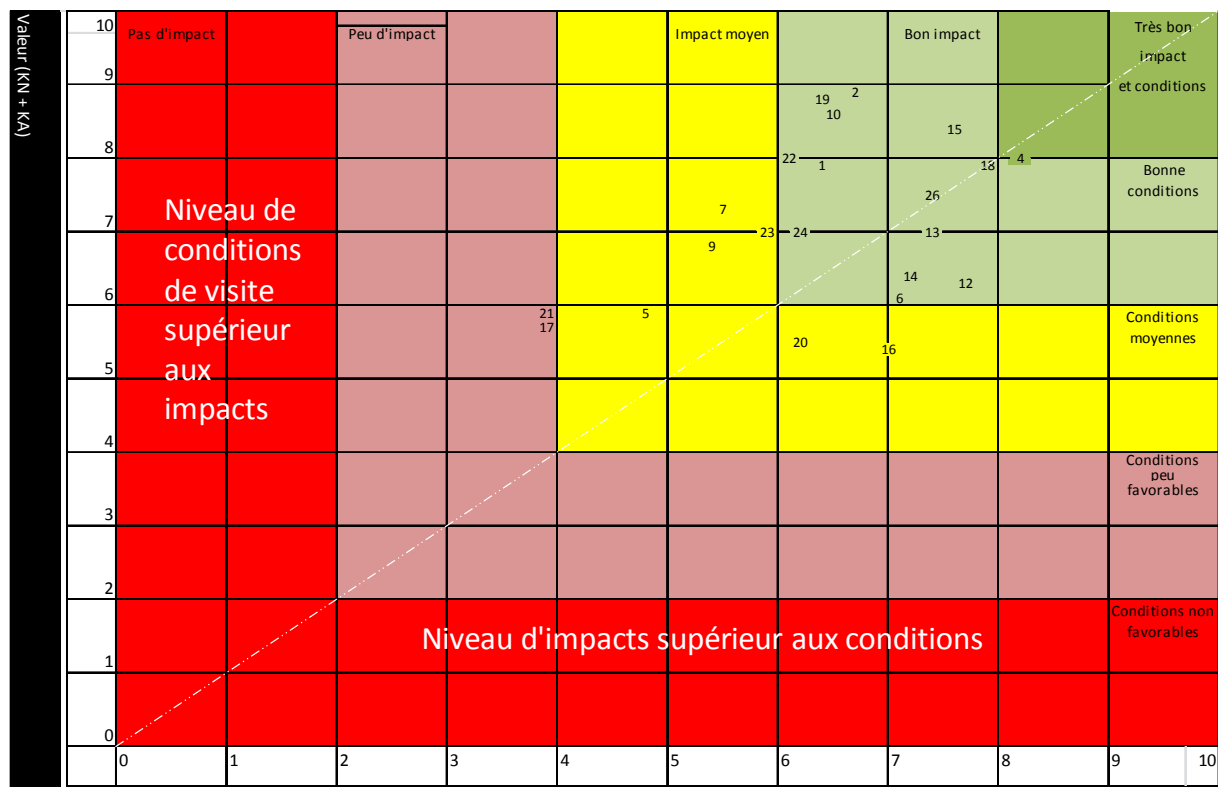 Valeur (KN + KA)
10
Pas d'impact
Peu d'impact
Impact moyen
Bon impact
Très bon
impact
et conditions
9
19
2
10
15
8
22
1
18
4
Bonne
conditions
Niveau de
conditions
de visite
supérieur
aux
impacts
26
7
7
23
24
13
9
14
12
6
6
21
5
17
Conditions
moyennes
20
16
5
4
Conditions
peu
favorables
3
2
Conditions non
favorables
Niveau d'impacts supérieur aux conditions
1
0
0 1 2 3 4 5 6 7 8 9 10